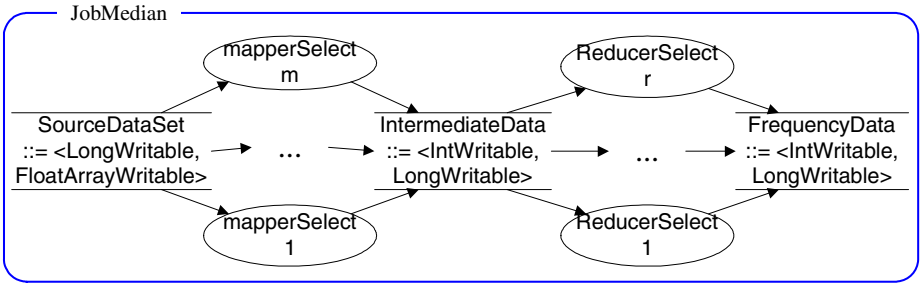 JobMedian
mapperSelect
m
ReducerSelect
r
SourceDataSet
::= <LongWritable,
FloatArrayWritable>
...
IntermediateData
::= <IntWritable,
LongWritable>
...
FrequencyData
::= <IntWritable,
LongWritable>
mapperSelect
1
ReducerSelect
1